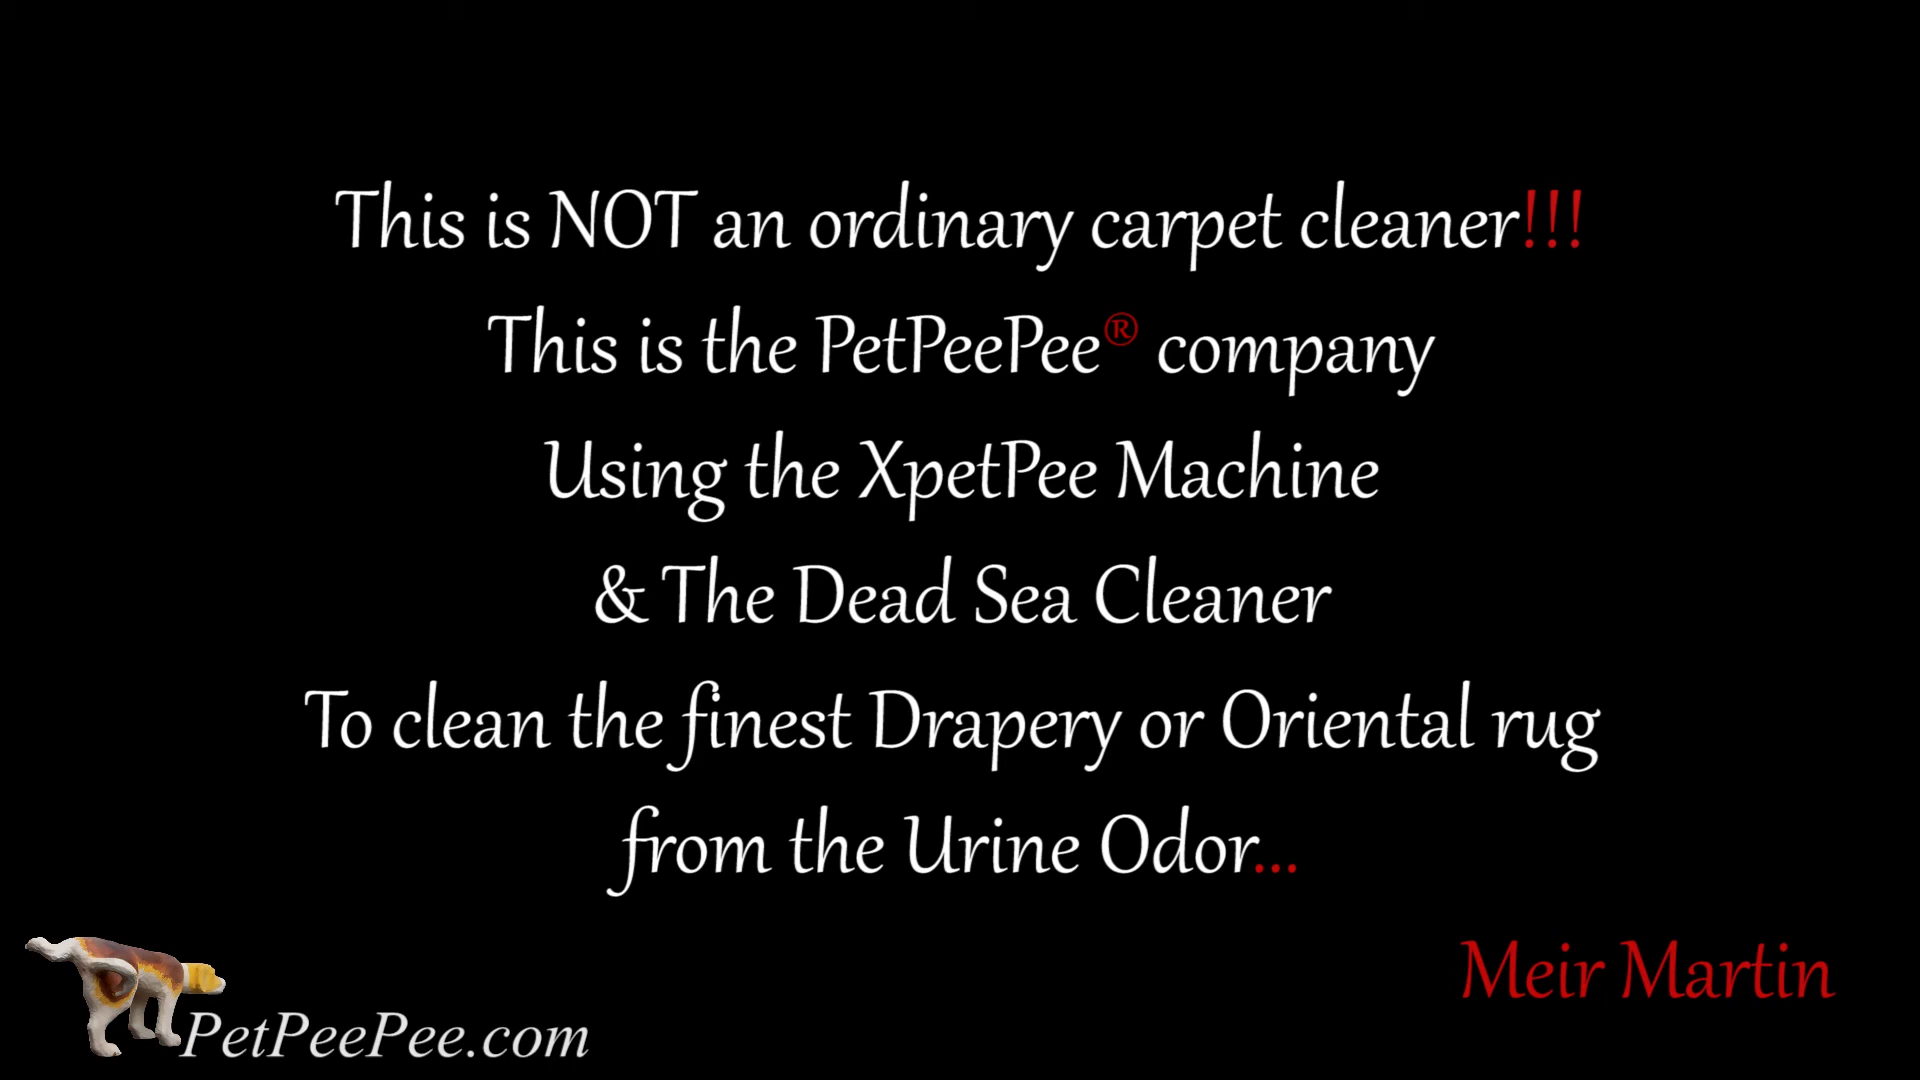 This is NOT an ordinary carpet cleaner!!!
This is the PetPeePee® company
Using the XpetPee Machine
& The Dead Sea Cleaner
To clean the finest Drapery or Oriental rug
from the Urine Odor...
Meir Martin
PetPeePee.com